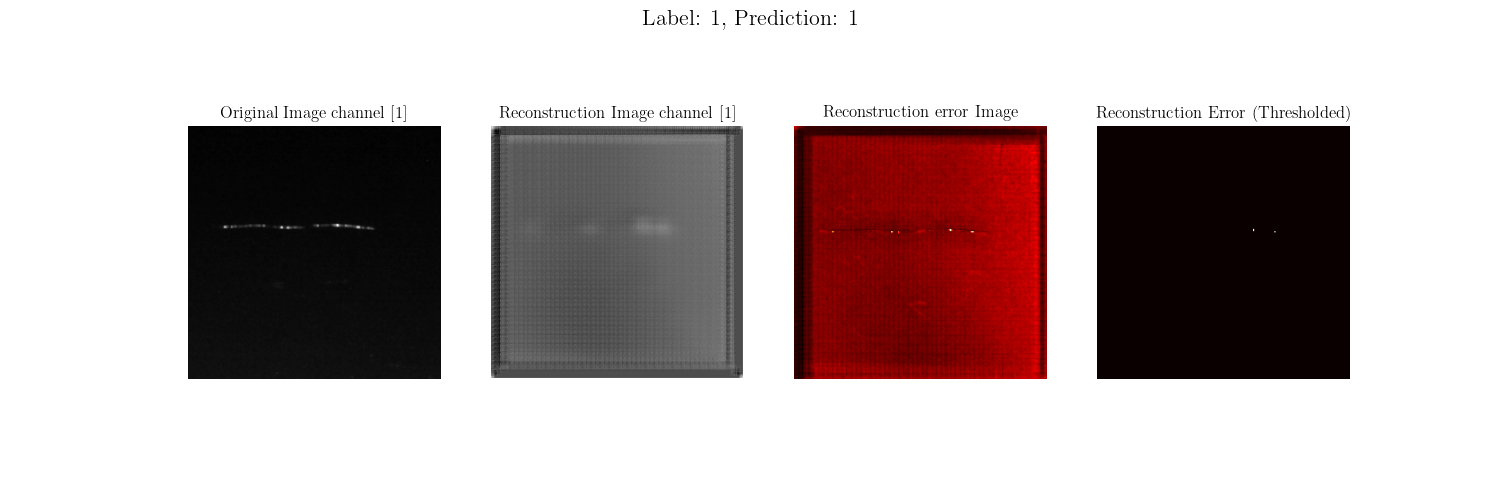 Label: 1, Prediction: 1
Original Image channel [1]
Reconstruction Image channel [1]
Reconstruction error Image
Reconstruction Error (Thresholded)